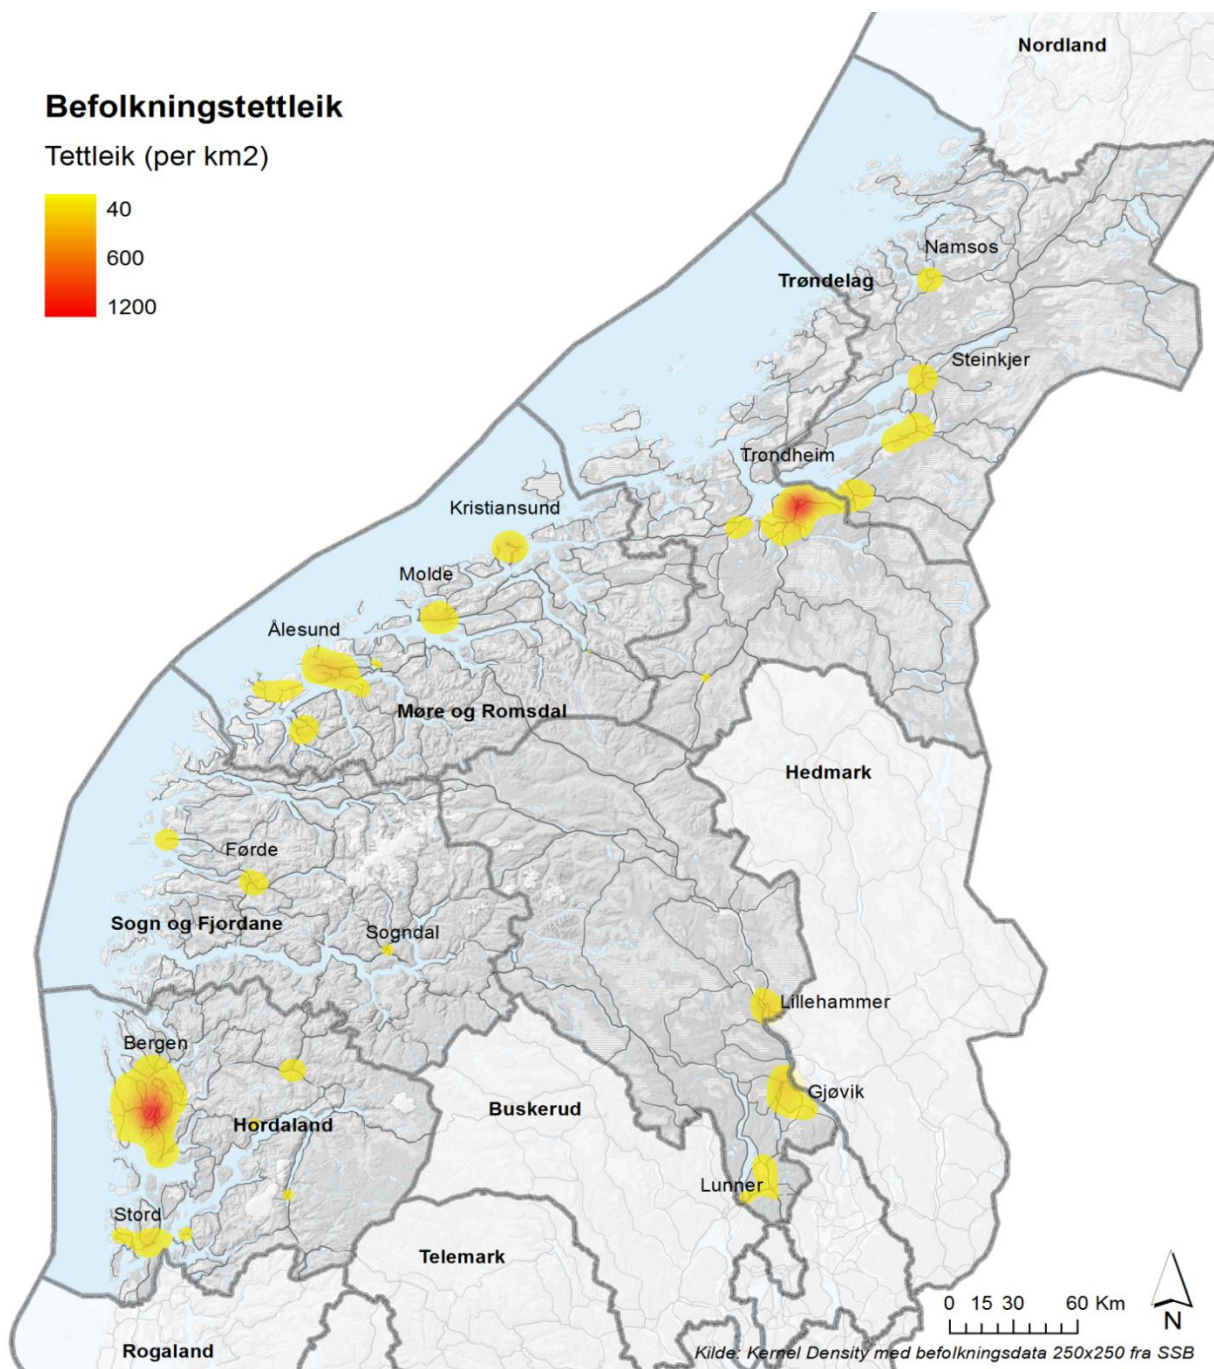 Nordland
Befolkningstettleik
Tettleik (per km2)
40
600
1200
Namsos
Trøndelag
Steinkjer
Trondheim
Kristiansund
Molde
Ålesund
Møre og Romsdal
Hedmark
Førde
Sogn og Fjordane
Sogndal
Lillehammer
Bergen
Gjøvik
Buskerud
Hordaland
Lunner
Stord
Telemark
0 15 30 60 Km
N
Rogaland
Kilde: Kernel Density med befolkningsdata 250x250 fra SSB